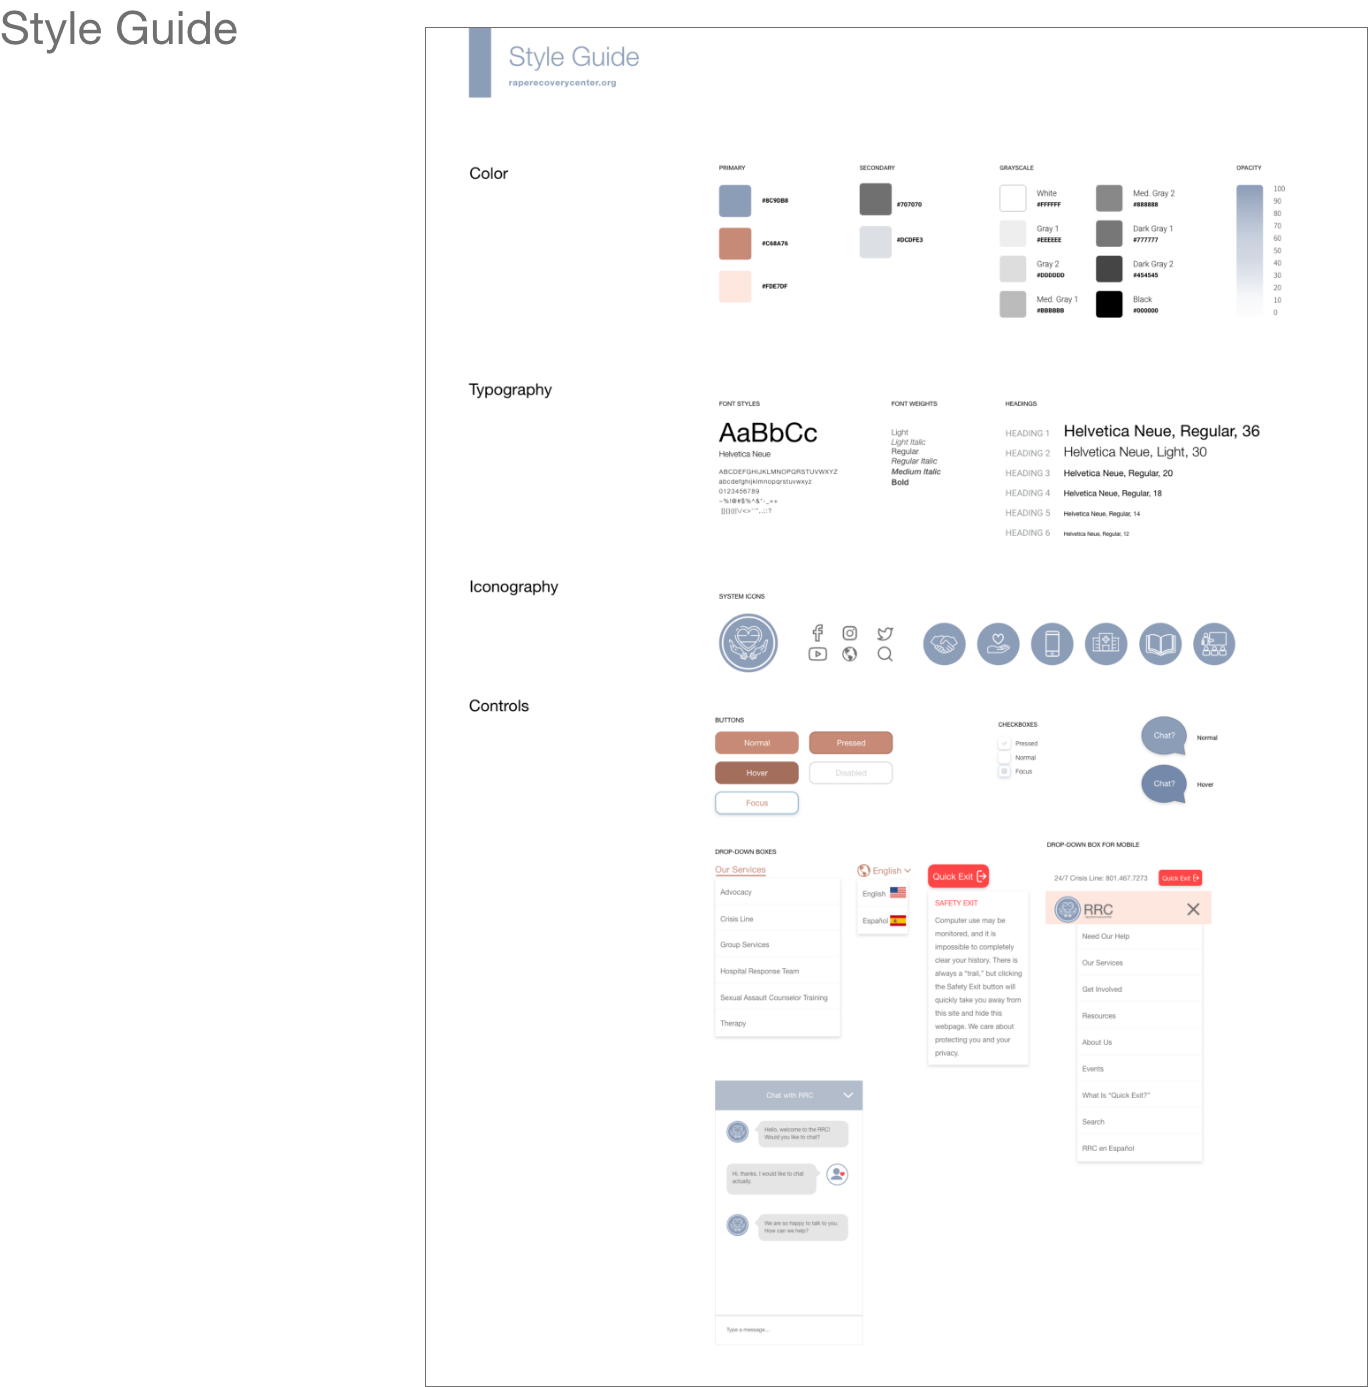 Style Guide
Style Guide
raperecoverycenter.org
Color
PRIMARY
#8C9DB8
#C68A76
#FDE7DF
SECONDARY
#707070
#DCDFE3
GRAYSCALE
White
#FFFFFF
Gray 1
#EEEEEE
Gray 2
#DDDDDD
Med. Gray 1
#BBBBBB
Med. Gray 2
#888888
Dark Gray 1
#777777
Dark Gray 2
#454545
Black
#000000
OPACITY
100
90
80
70
60
50
40
30
20
10
0
Typography
FONT STYLES
AaBbCc
Helvetica Neue
ABCDEFGHIJKLMNOPQRSTUVWXYZ
abcdefghijklmnopqrstuvwxyz
0123456789
FONT WEIGHTS
Light
Light Italic
Regular
Regular Italic
Medium Italic
Bold
HEADINGS
HEADING 1 Helvetica Neue, Regular, 36
HEADING 2 Helvetica Neue, Light, 30
HEADING 3 Helvetica Neue, Regular, 20
HEADING 4 Helvetica Neue, Regular, 18
HEADING 5 Helvetica Neue, Regular, 14
HEADING 6 Helvetica Neue, Regular, 12
Iconography
SYSTEM ICONS
Controls
BUTTONS
Normal
Pressed
Hover
Disabled
Focus
CHECKBOXES
Pressed
Normal
Focus
Chat?
Normal
Chat?
Hover
DROP-DOWN BOXES
Our Services
Advocacy
Crisis Line
Group Services
Hospital Response Team
Sexual Assault Counselor Training
Therapy
English
English
Español
Quick Exit
SAFETY EXIT
Computer use may be
monitored, and it is
impossible to completely
clear your history. There is
always a "trail," but clicking
the Safety Exit button will
quickly take you away from
this site and hide this
webpage. We care about
protecting you and your
privacy.
DROP-DOWN BOX FOR MOBILE
24/7 Crisis Line: 801.467.7273
Quick Exit
RRC
Need Our Help
Our Services
Get Involved
Resources
About Us
Events
What Is "Quick Exit?"
Search
RRC en Español
Chat with RRC
Hello, welcome to the RRC!
Would you like to chat?
Hi, thanks. I would like to chat
actually.
We are so happy to talk to you.
How can we help?
Type a message...